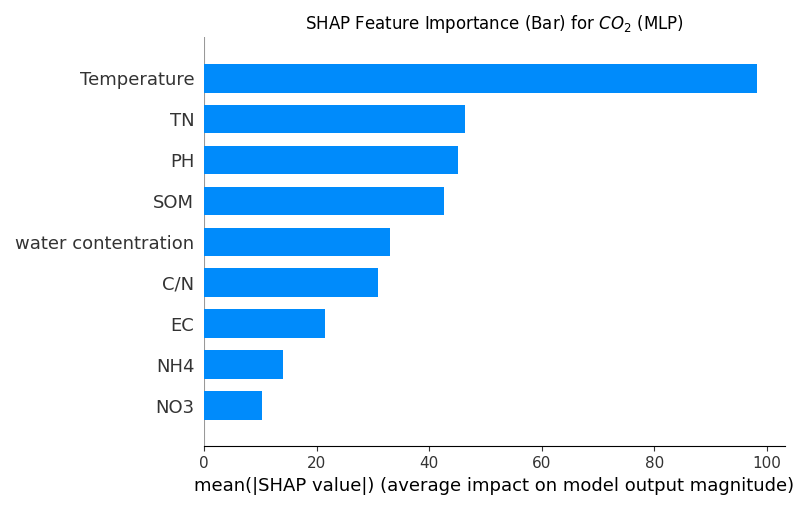 SHAP Feature Importance (Bar) for $CO_2$ (MLP)
Temperature
TN
PH
SOM
water contentration
C/N
EC
NH4
NO3
0 20 40 60 80 100
mean(|SHAP value|) (average impact on model output magnitude)